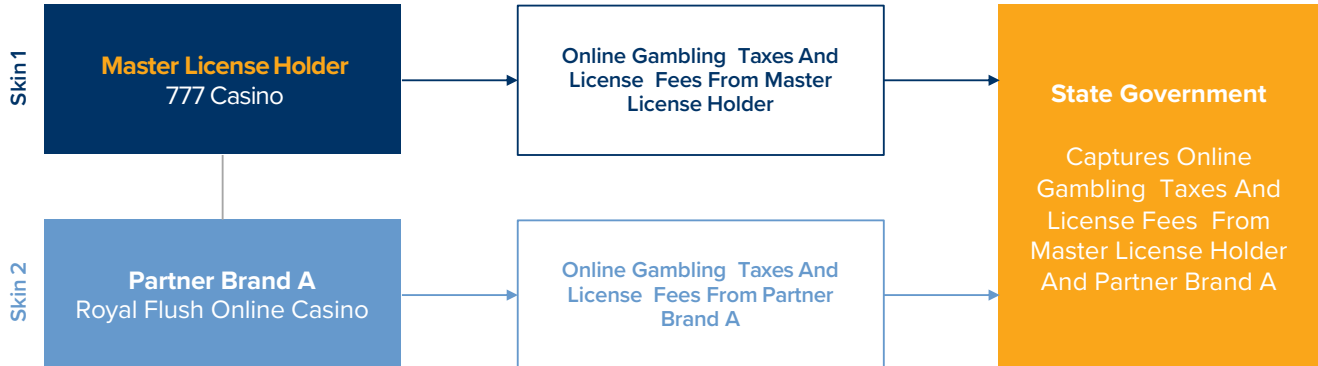 Skin 1
Master License Holder
777 Casino
Online Gambling Taxes And
License Fees From Master
License Holder
State Government
Captures Online
Gambling Taxes And
License Fees From
Master License Holder
And Partner Brand A
Skin 2
Partner Brand A
Royal Flush Online Casino
Online Gambling Taxes And
License Fees From Partner
Brand A